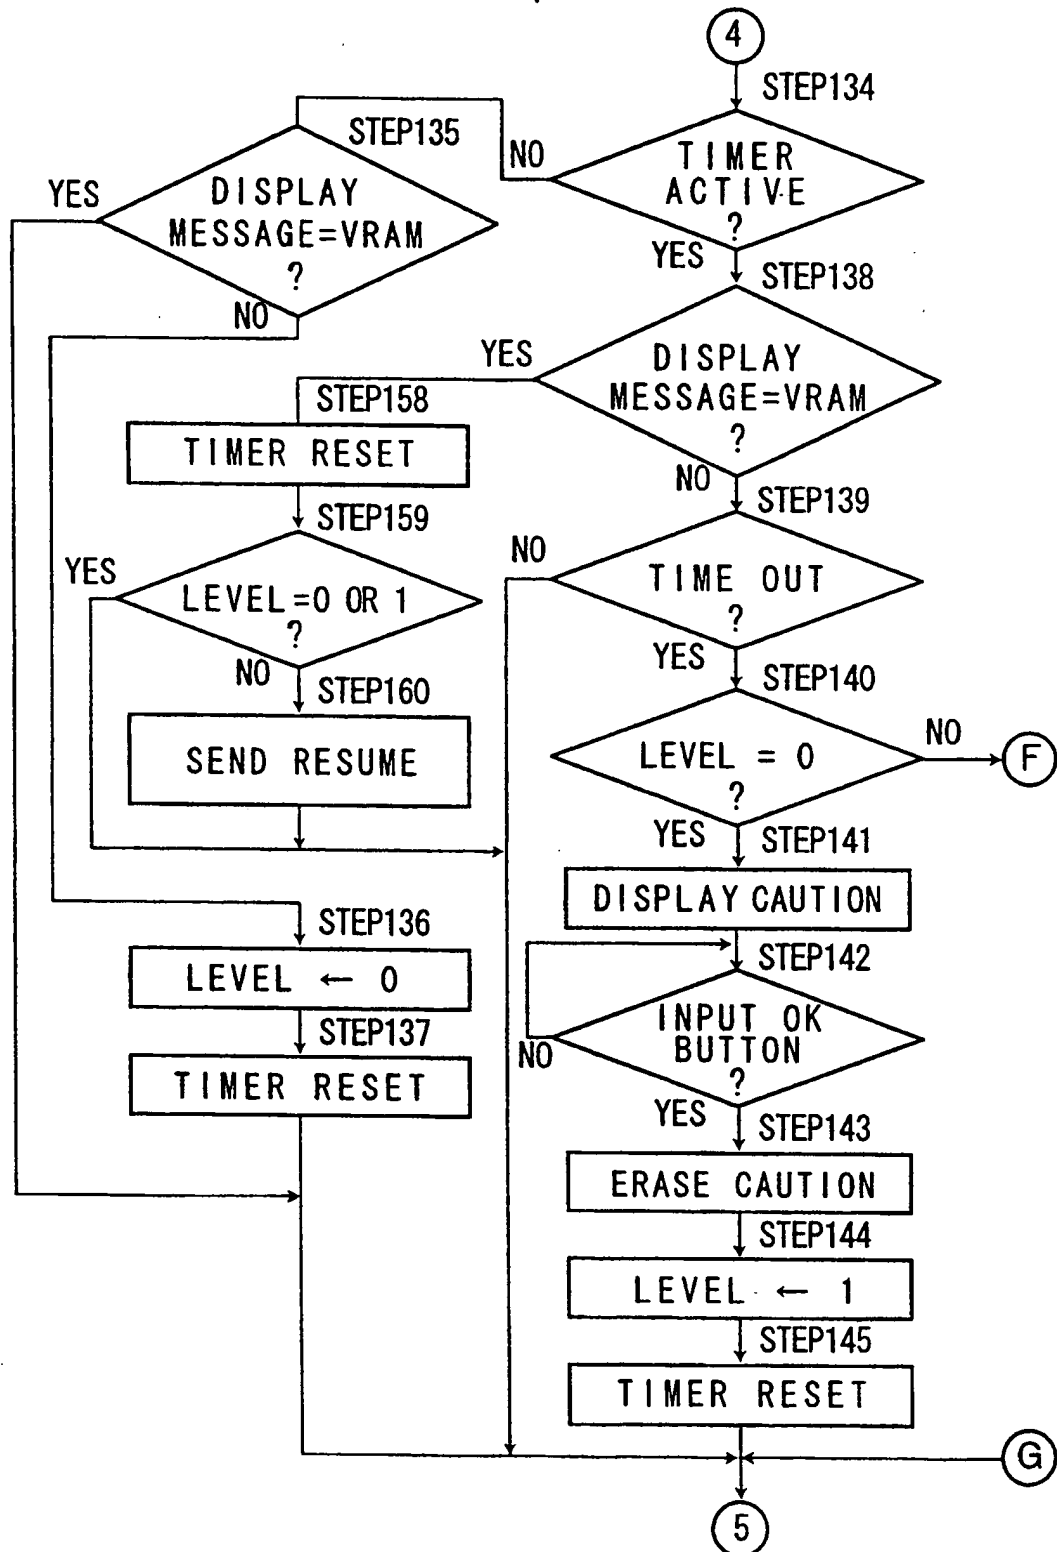 4
STEP134
TIMER
ACTIVE
?
NO
YES
STEP135
DISPLAY
MESSAGE=VRAM
?
YES
NO
STEP138
DISPLAY
MESSAGE=VRAM
?
YES
NO
STEP158
TIMER RESET
STEP159
LEVEL=0 OR 1
?
YES
NO
STEP160
SEND RESUME
STEP139
TIME OUT
?
NO
YES
STEP140
LEVEL = 0
?
NO
F
YES
STEP141
DISPLAY CAUTION
STEP142
INPUT OK
BUTTON
?
NO
YES
STEP143
ERASE CAUTION
STEP144
LEVEL ← 1
STEP145
TIMER RESET
STEP136
LEVEL ← 0
STEP137
TIMER RESET
G
5